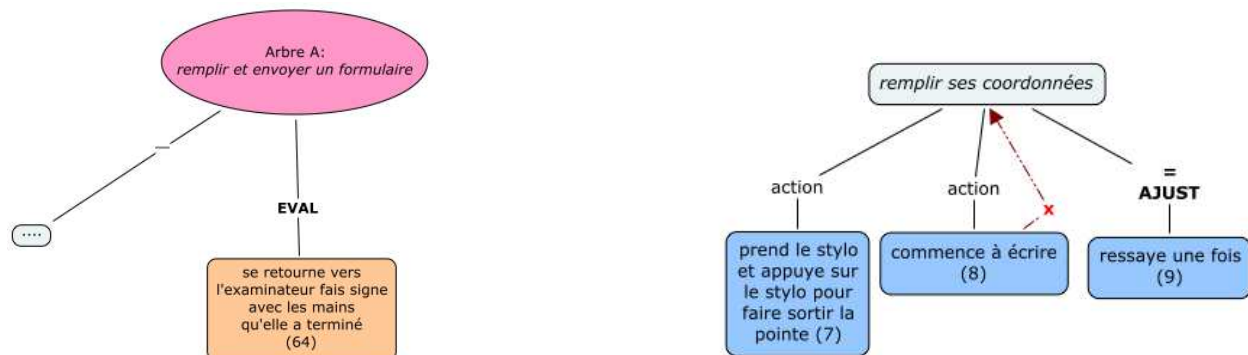 Arbre A:
remplir et envoyer un formulaire
—
....
EVAL
se retourne vers
l'examinateur fais signe
avec les mains
qu'elle a terminé
(64)
remplir ses coordonnées
action
prend le stylo
et appuye sur
le stylo pour
faire sortir la
pointe (7)
action
x
commence à écrire
(8)
=
AJUST
ressaye une fois
(9)